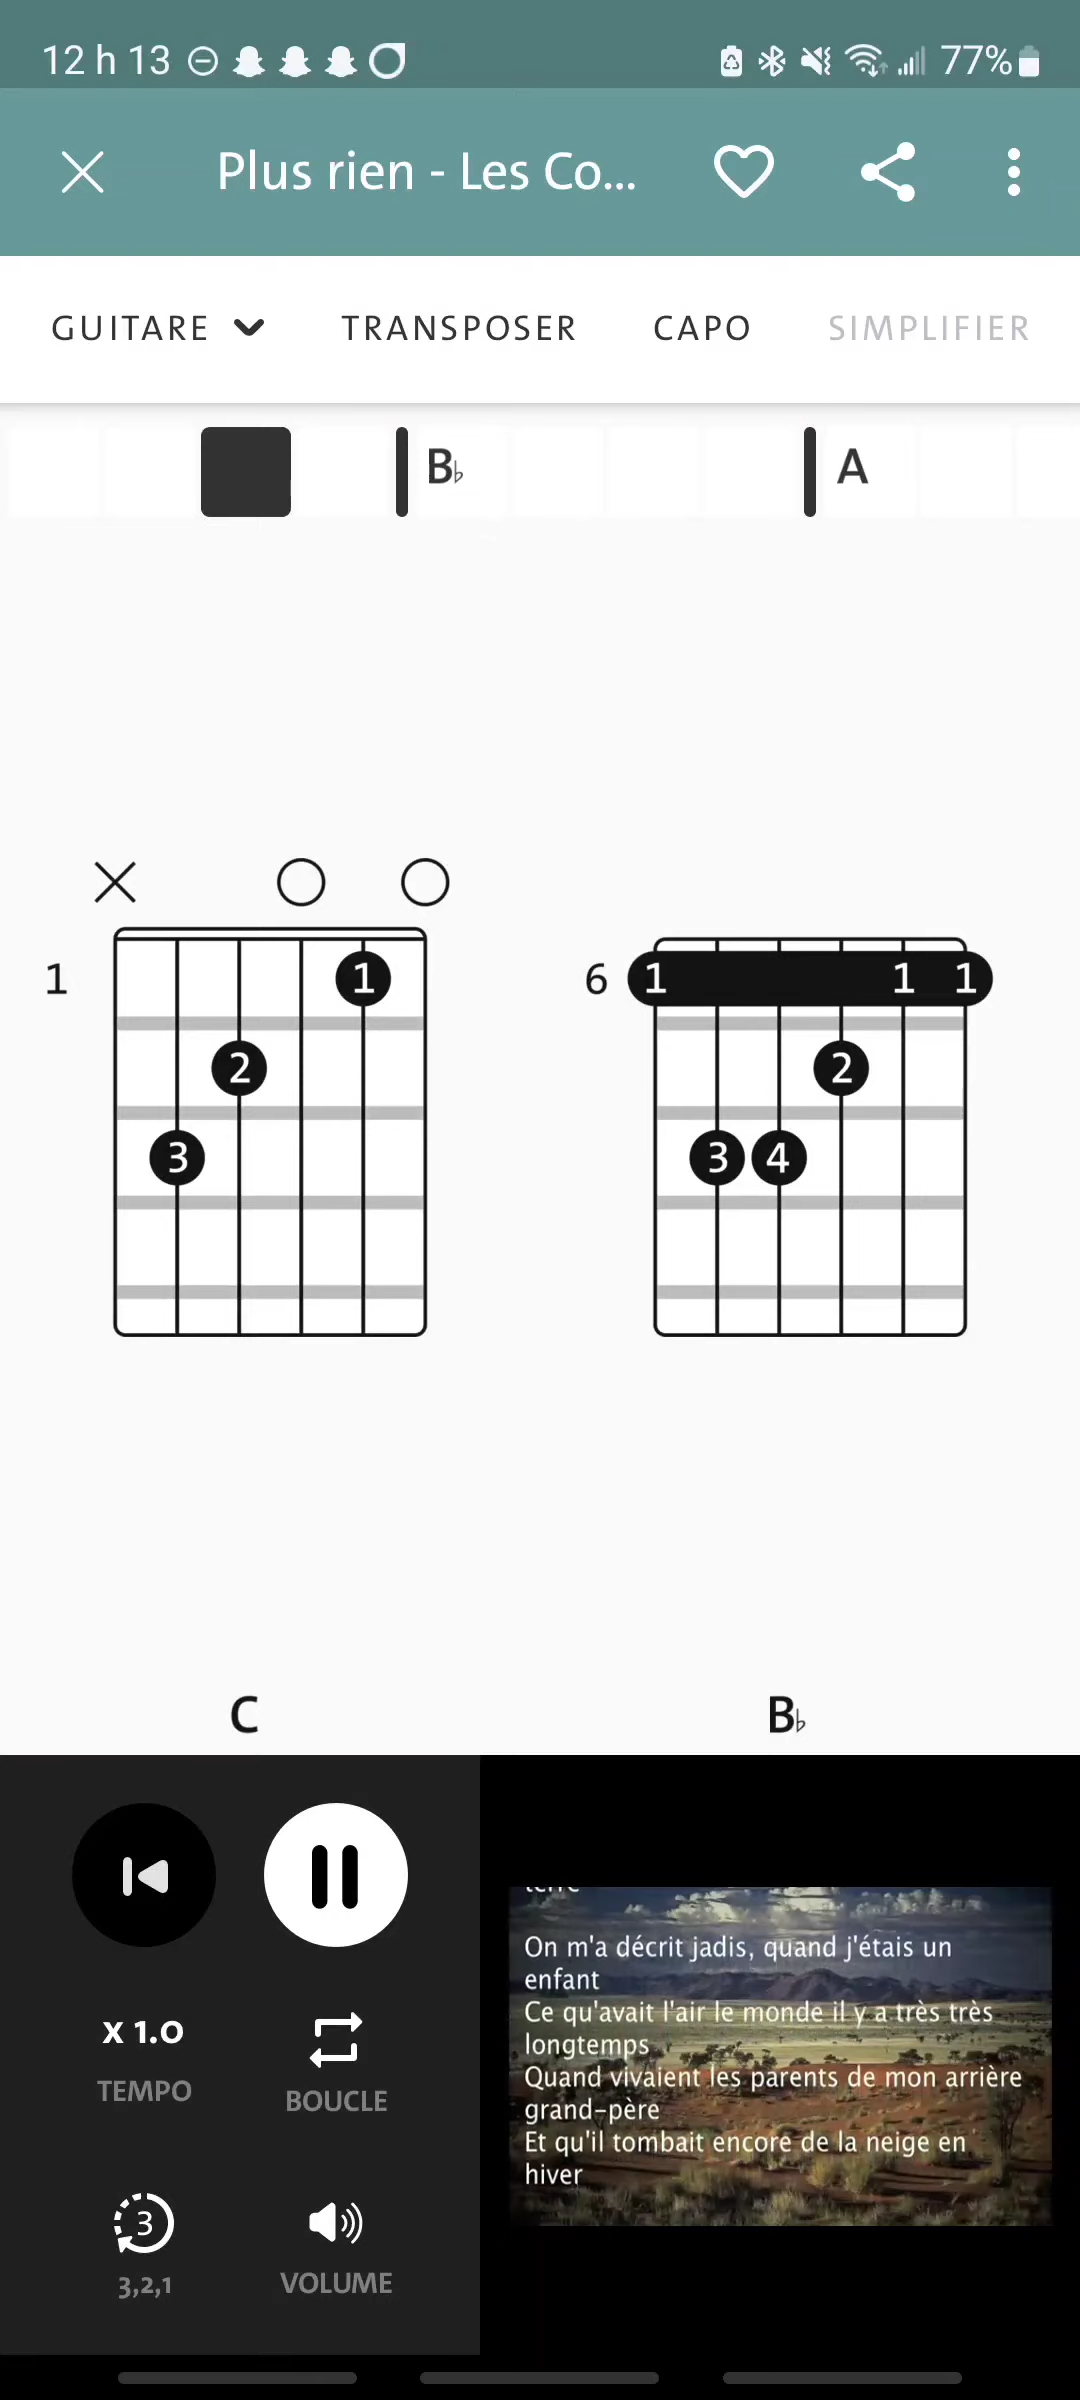 12 h 13
77%
Plus rien - Les Co...
GUITARE TRANSPOSER CAPO SIMPLIFIER
B♭ A
1 1
2
3
6 1 1 1
2
3 4
C B♭
x 1.0
TEMPO
BOUCLE
3
3,2,1
VOLUME
terre
On m'a décrit jadis, quand j'étais un
enfant
Ce qu'avait l'air le monde il y a très très
longtemps
Quand vivaient les parents de mon arrière
grand-père
Et qu'il tombait encore de la neige en
hiver